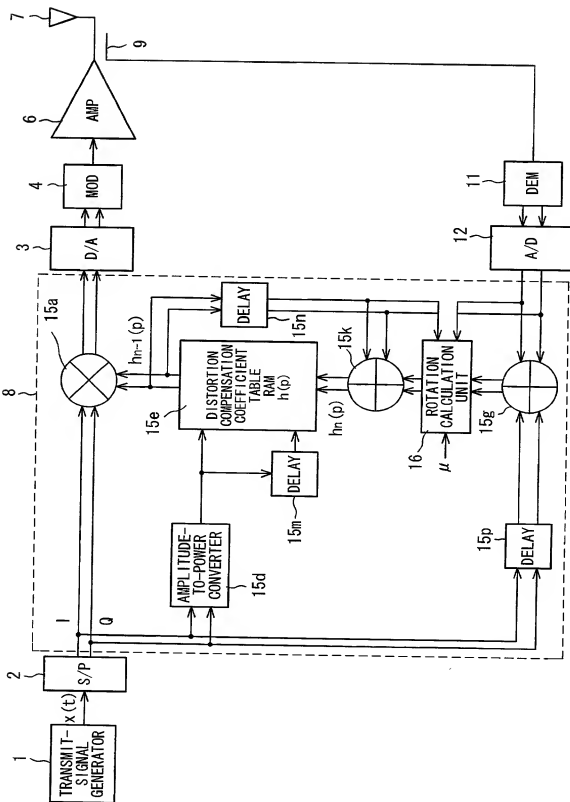 1
TRANSMIT-
SIGNAL
GENERATOR
x(t)
2
S/P
I
Q
8
15a
3
D/A
4
MOD
6
AMP
7
9
AMPLITUDE-
TO-POWER
CONVERTER
15d
15e
DISTORTION
COMPENSATION
COEFFICIENT
TABLE
RAM
h(p)
hn-1(p)
DELAY
15m
DELAY
15n
hn(p)
15k
16
ROTATION
CALCULATION
UNIT
μ
15g
15p
DELAY
11
DEM
12
A/D